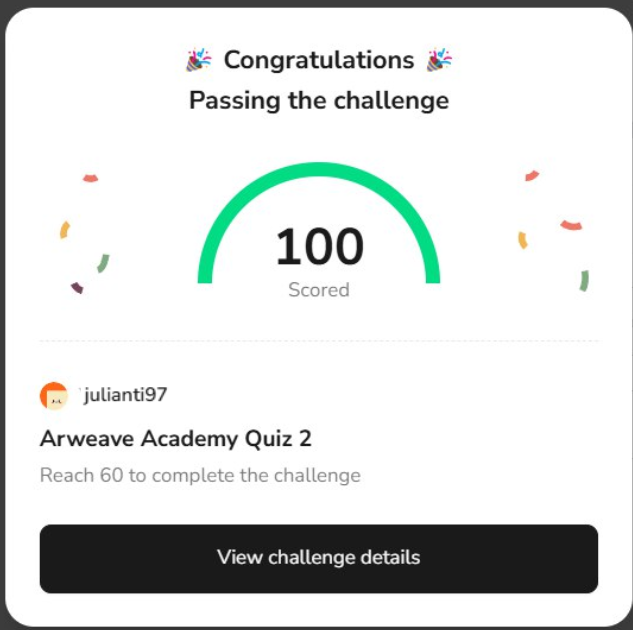 Congratulations
Passing the challenge
100
Scored
julianti97
Arweave Academy Quiz 2
Reach 60 to complete the challenge
View challenge details